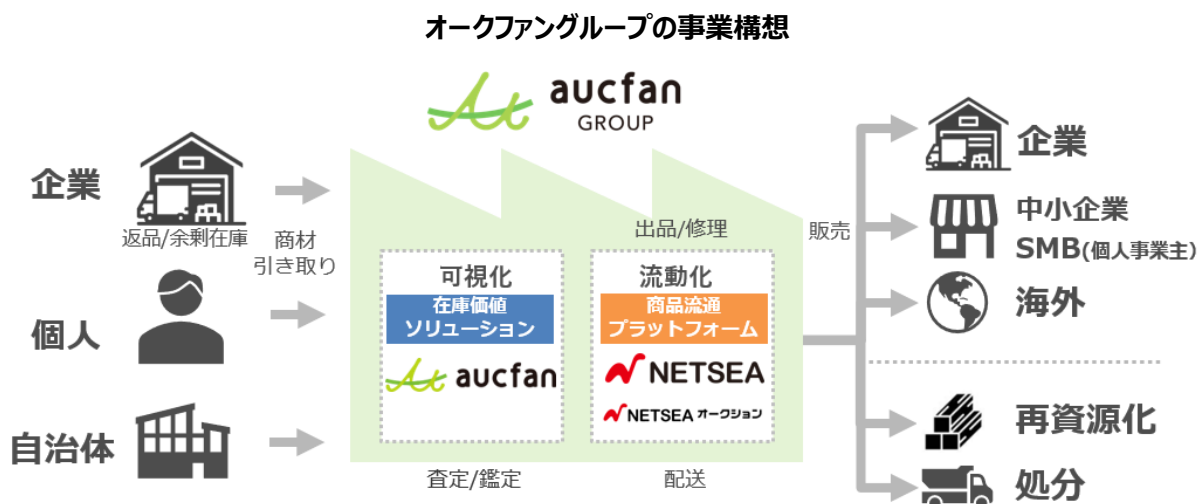 オークファングループの事業構想
aucfan
GROUP
企業
返品/余剰在庫
商材
引き取り
個人
自治体
出品/修理
可視化
在庫価値
ソリューション
aucfan
流動化
商品流通
プラットフォーム
NETSEA
NETSEA オークション
査定/鑑定
配送
販売
企業
中小企業
SMB(個人事業主)
海外
再資源化
処分